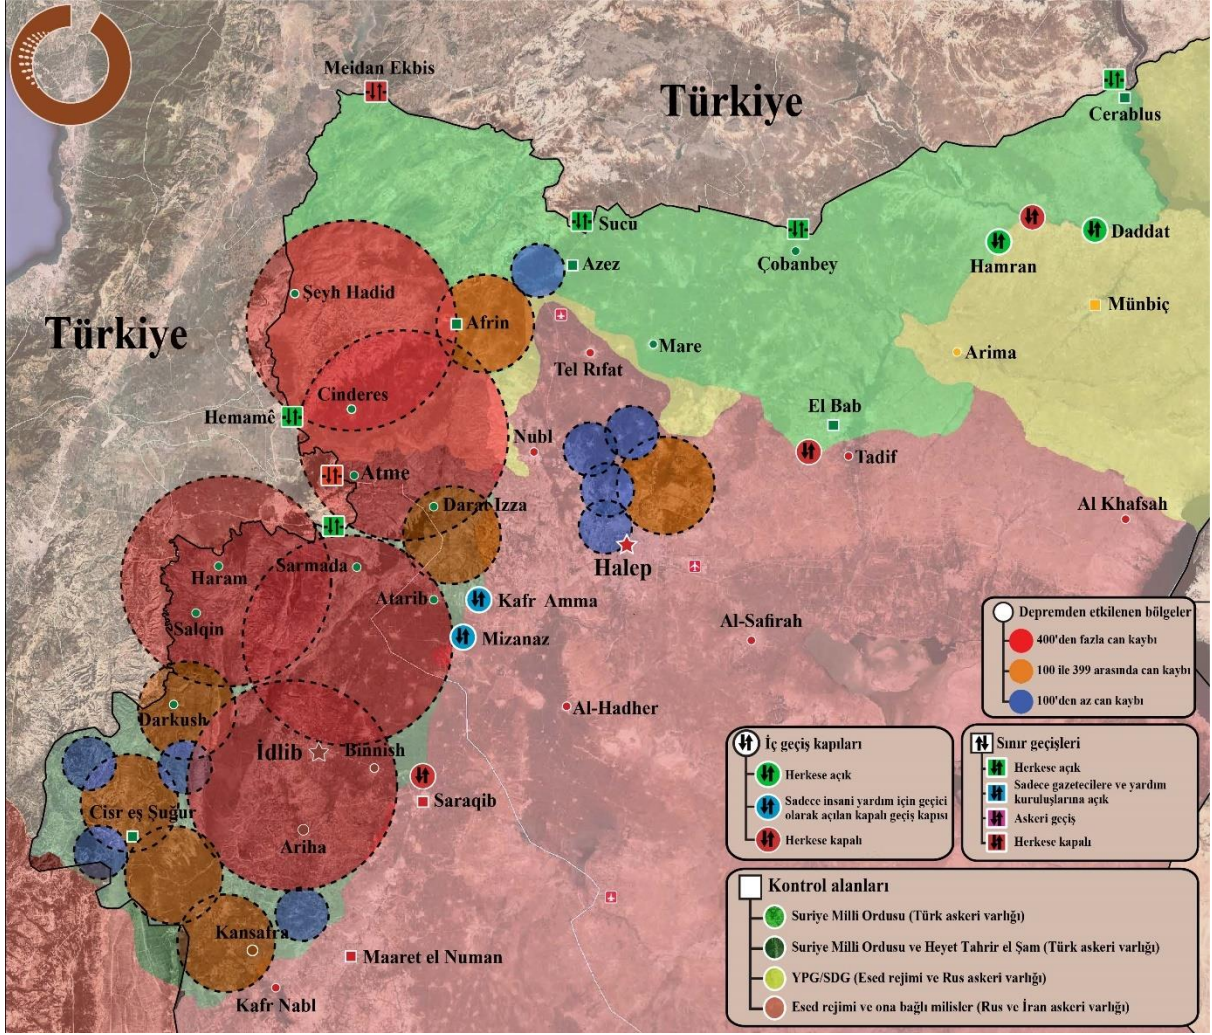 Meidan Ekbis
Türkiye
Cerablus
Sucu
Daddat
Azez
Çobanbey
Hamran
Şeyh Hadid
Münbiç
Türkiye
Afrin
Mare
Arima
Tel Rıfat
Cinderes
El Bab
Hemamê
Nubl
Tadif
Atme
Darat Izza
Al Khafsah
Halep
Haram
Sarmada
Atarib
Kafr Amma
Salqin
Al-Safirah
Mizanaz
Darkush
Al-Hadher
İdlib
Binnish
Saraqib
Cisr eş Şuğur
Ariha
Kansafra
Maaret el Numan
Kafr Nabl
Depremden etkilenen bölgeler
400'den fazla can kaybı
100 ile 399 arasında can kaybı
100'den az can kaybı
İç geçiş kapıları
Herkese açık
Sadece insani yardım için geçici
olarak açılan kapalı geçiş kapısı
Herkese kapalı
Sınır geçişleri
Herkese açık
Sadece gazetecilere ve yardım
kuruluşlarına açık
Askeri geçiş
Herkese kapalı
Kontrol alanları
Suriye Milli Ordusu (Türk askeri varlığı)
Suriye Milli Ordusu ve Heyet Tahrir el Şam (Türk askeri varlığı)
YPG/SDG (Esed rejimi ve Rus askeri varlığı)
Esed rejimi ve ona bağlı milisler (Rus ve İran askeri varlığı)